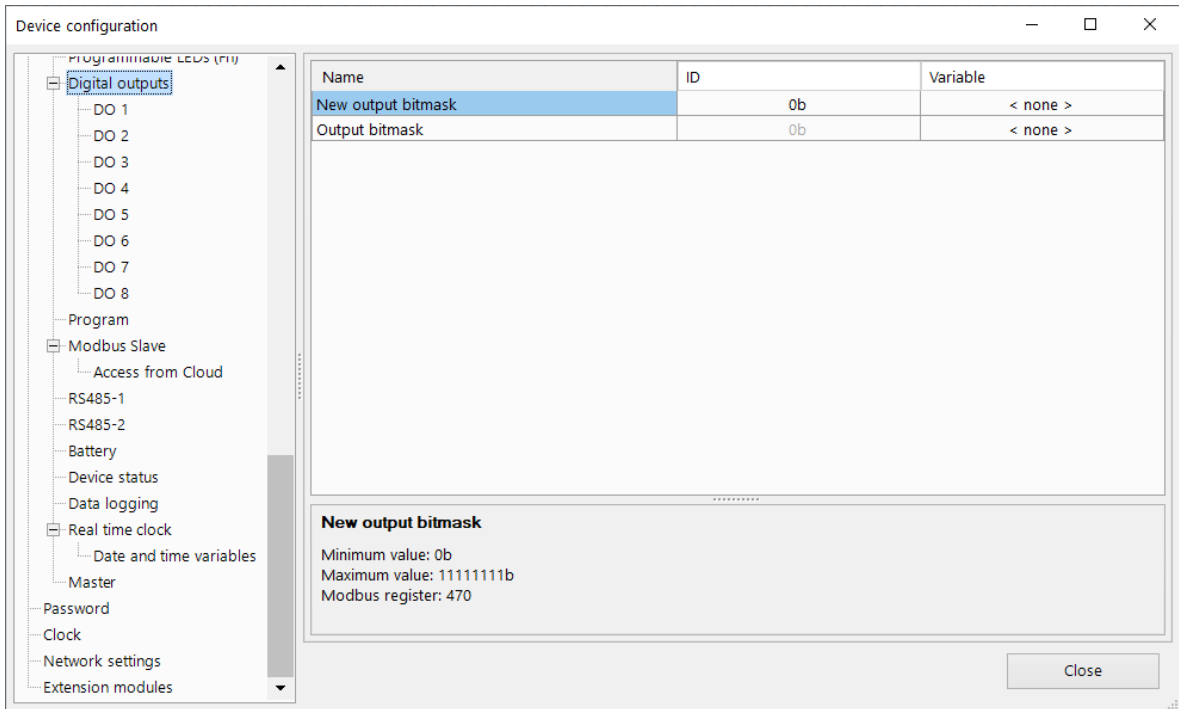 Device configuration
Programmable LEDs (Fn)
Digital outputs
DO 1
DO 2
DO 3
DO 4
DO 5
DO 6
DO 7
DO 8
Program
Modbus Slave
Access from Cloud
RS485-1
RS485-2
Battery
Device status
Data logging
Real time clock
Date and time variables
Master
Password
Clock
Network settings
Extension modules
Name ID Variable
New output bitmask 0b < none >
Output bitmask 0b < none >
New output bitmask
Minimum value: 0b
Maximum value: 11111111b
Modbus register: 470
Close